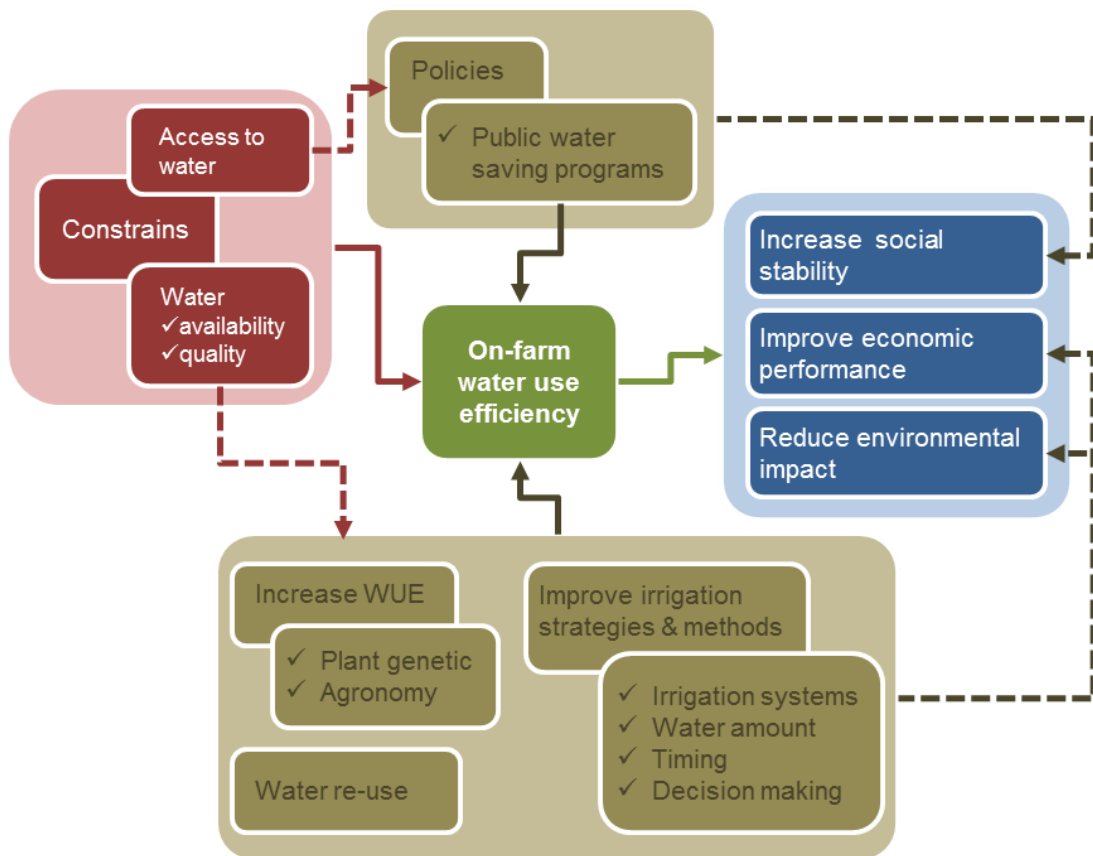 Policies
✓ Public water
saving programs
Access to
water
Constrains
Water
✓availability
✓quality
Increase social
stability
Improve economic
performance
Reduce environmental
impact
On-farm
water use
efficiency
Increase WUE
✓ Plant genetic
✓ Agronomy
Water re-use
Improve irrigation
strategies & methods
✓ Irrigation systems
✓ Water amount
✓ Timing
✓ Decision making